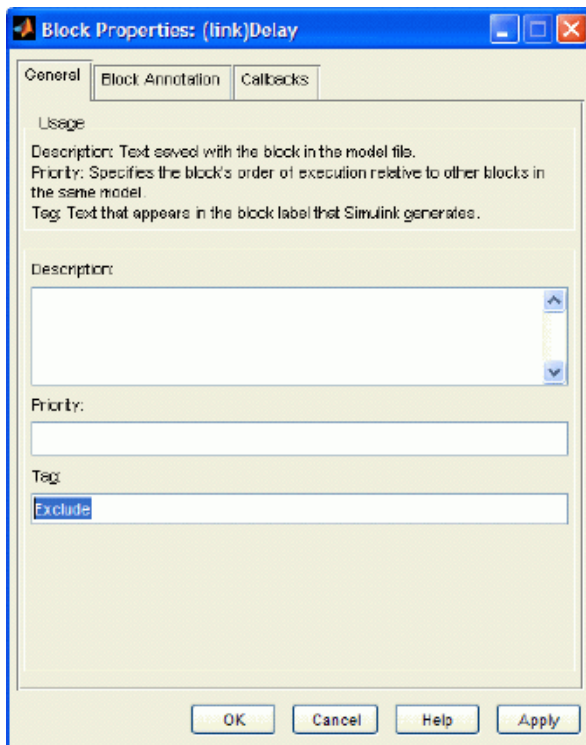 Block Properties: (link)Delay
General Block Annotation Callbacks
Usage
Description: Text saved with the block in the model file.
Priority: Specifies the block's order of execution relative to other blocks in
the same model.
Tag: Text that appears in the block label that Simulink generates.
Description:
Priority:
Tag:
Exclude
OK Cancel Help Apply